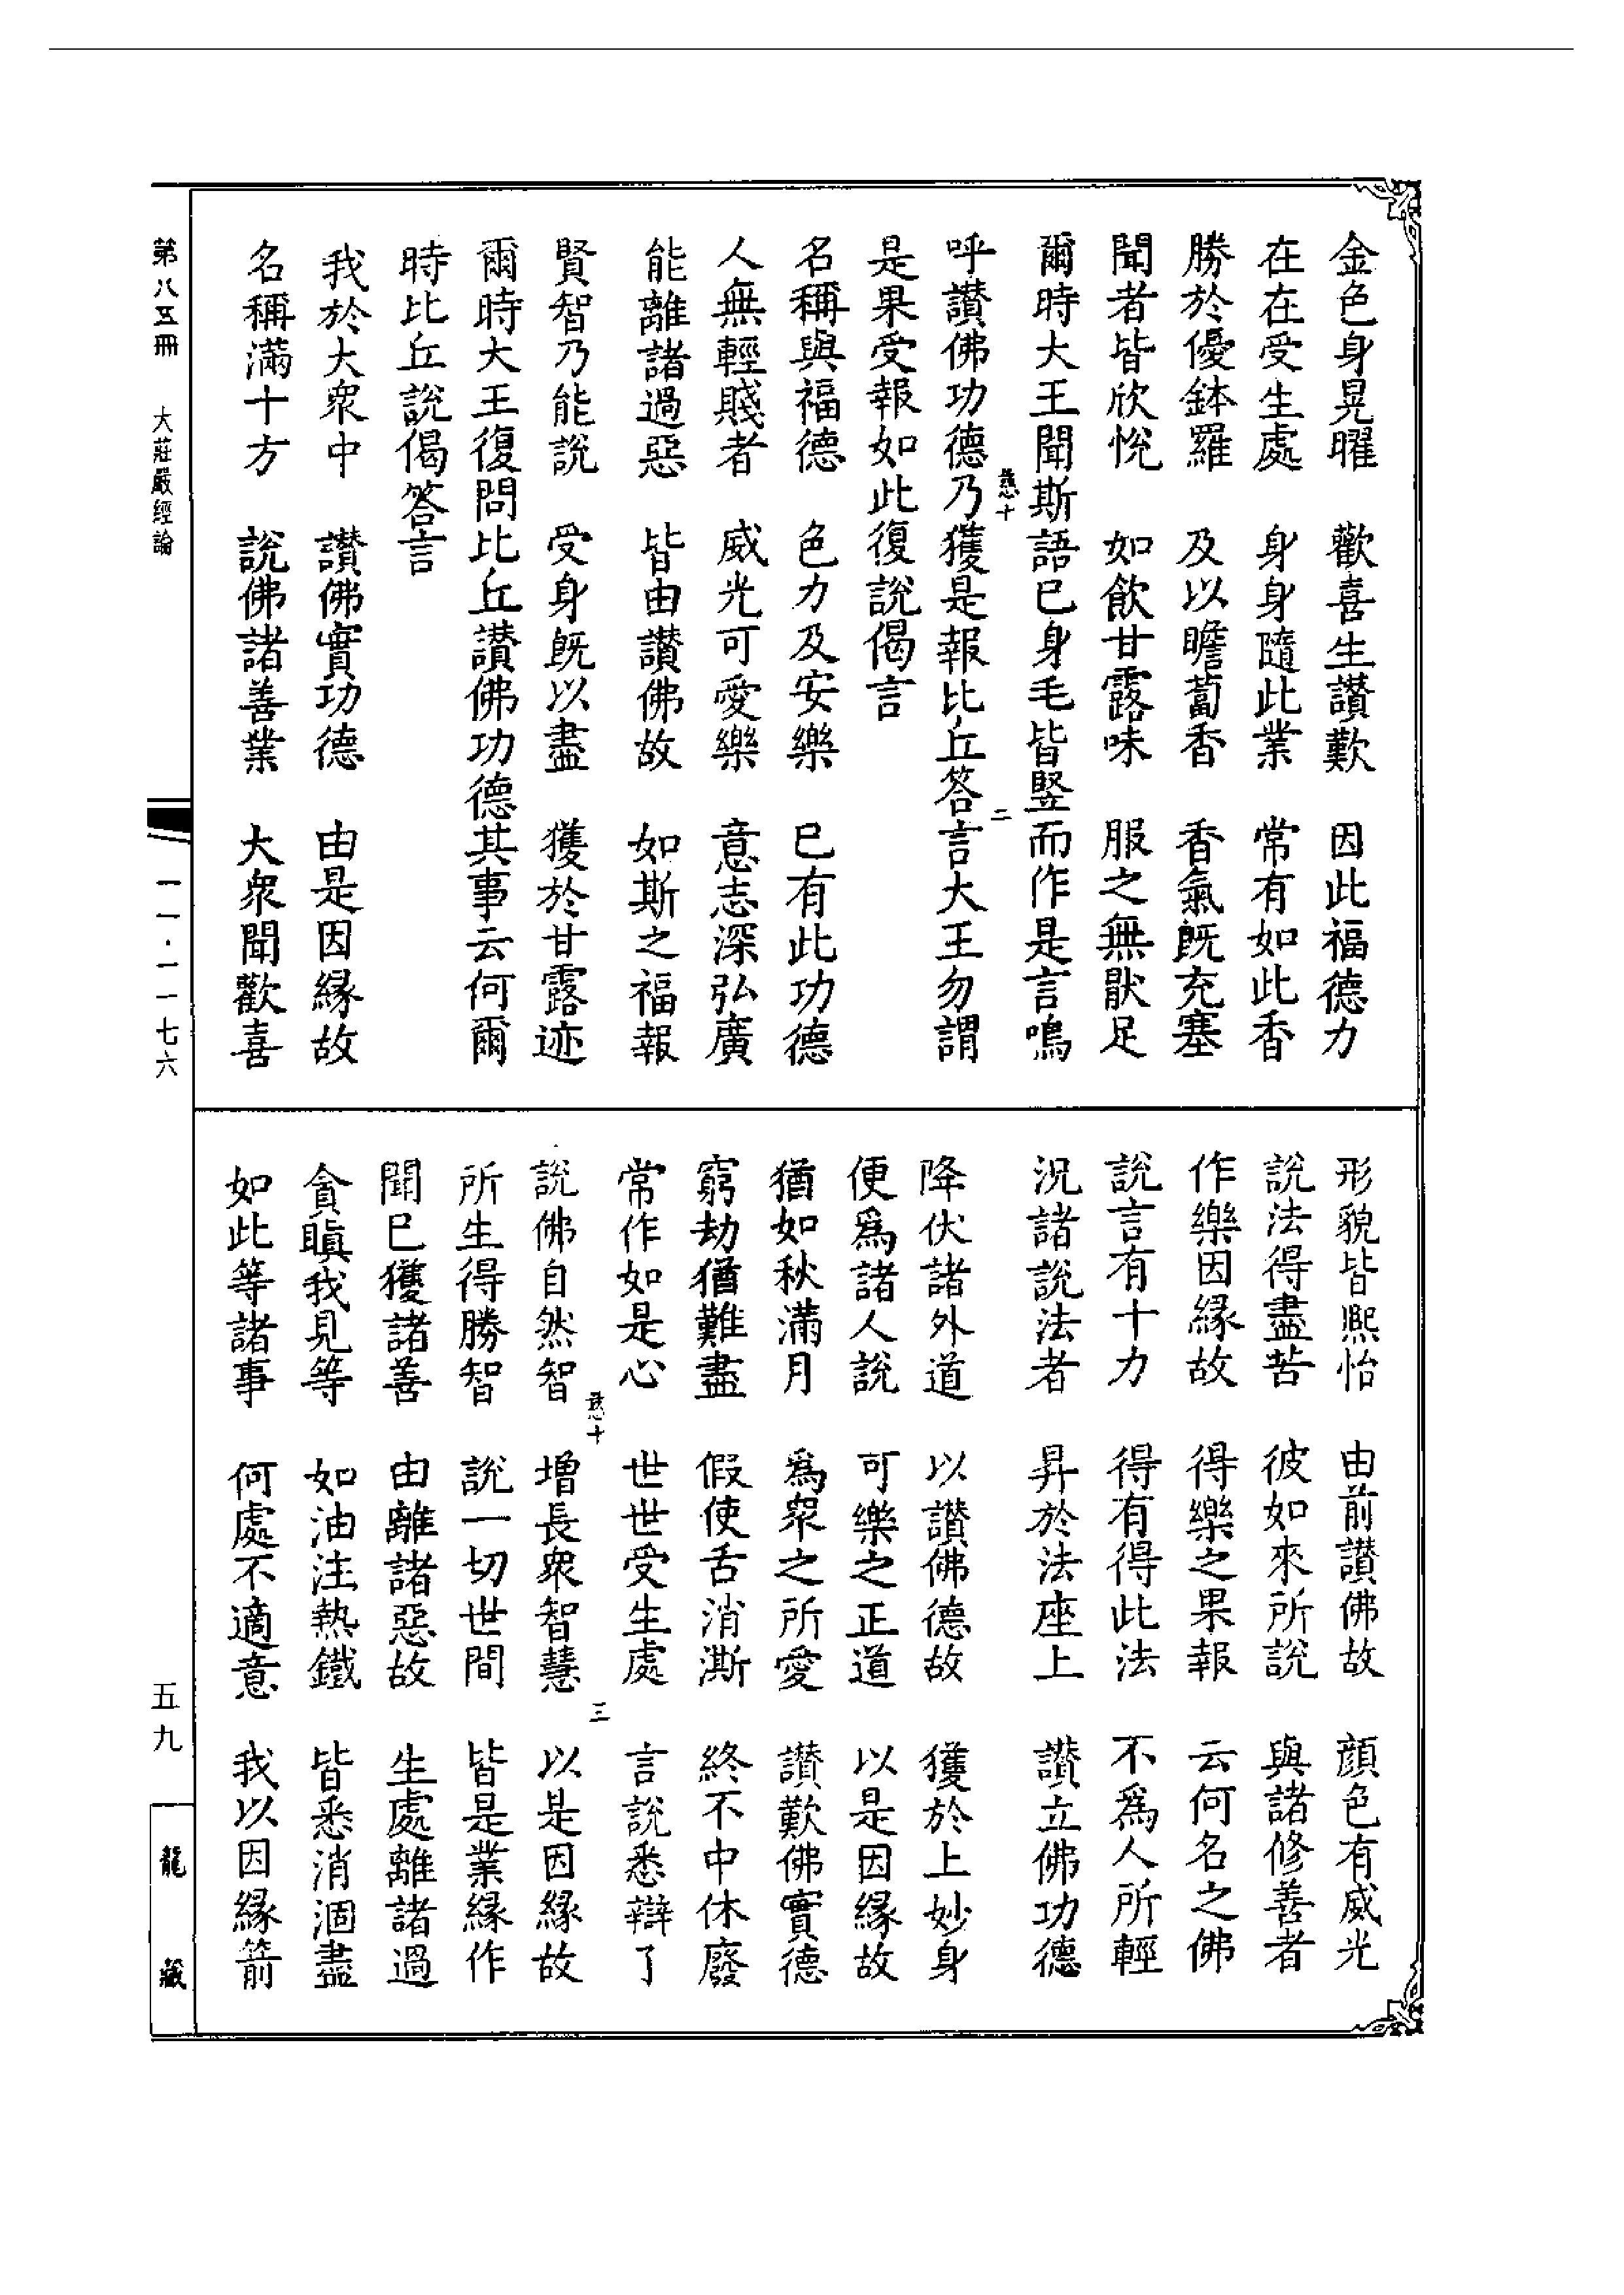 金色身晃曜　歡喜生讃歎　因此福德力
在在受生處　身身隨此業　常有如此香
勝於優鉢羅　及以瞻蔔香　香氣既充塞
聞者皆欣悅　如飲甘露味　服之無猒足
爾時大王聞斯語已身毛皆豎而作是言嗚
慈十　二
呼讃佛功德乃獲是報比丘答言大王勿謂
是果受報如此復說偈言
名稱與福德　色力及安樂　已有此功德
人無輕賤者　威光可愛樂　意志深弘廣
能離諸過惡　皆由讃佛故　如斯之福報
賢智乃能說　受身既以盡　獲於甘露迹
爾時大王復問比丘讃佛功德其事云何爾
時比丘說偈答言
我於大衆中　讃佛實功德　由是因緣故
名稱滿十方　說佛諸善業　大衆聞歡喜
形貌皆熈怡　由前讃佛故　顔色有威光
說法得盡苦　彼如來所說　與諸修善者
作樂因緣故　得樂之果報　云何名之佛
說言有十力　得有得此法　不爲人所輕
況諸說法者　昇於法座上　讃立佛功德
降伏諸外道　以讃佛德故　獲於上妙身
便爲諸人說　可樂之正道　以是因緣故
猶如秋滿月　爲衆之所愛　讃歎佛實德
窮劫猶難盡　假使舌消澌　終不中休廢
常作如是心　世世受生處　言說悉辯了
慈十　三
說佛自然智　增長衆智慧　以是因緣故
所生得勝智　說一切世間　皆是業緣作
聞已獲諸善　由離諸惡故　生處離諸過
貪瞋我見等　如油注熱鐵　皆悉消涸盡
如此等諸事　何處不適意　我以因緣箭
第八五冊　大莊嚴經論
一一·一一七六
五九
龍藏